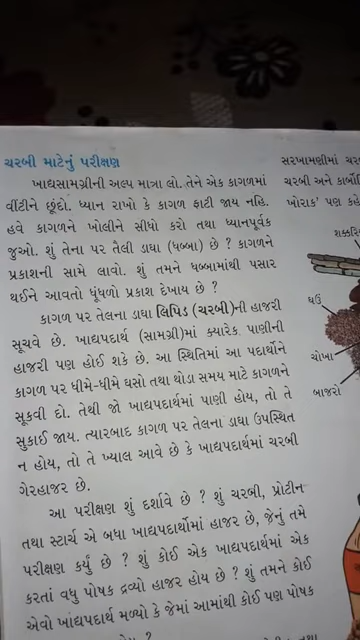 ચરબી માટેનું પરીક્ષણ
ખાદ્યસામગ્રીની અલ્પ માત્રા લો. તેને એક કાગળમાં
વીંટીને છૂંદો. ધ્યાન રાખો કે કાગળ ફાટી જાય નહિ.
હવે કાગળને ખોલીને સીધો કરો તથા ધ્યાનપૂર્વક
જુઓ. શું તેના પર તૈલી ડાઘા (ધબ્બા) છે ? કાગળને
પ્રકાશની સામે લાવો. શું તમને ધબ્બામાંથી પસાર
થઈને આવતો ધૂંધળો પ્રકાશ દેખાય છે ?
કાગળ પર તેલના ડાઘા લિપિડ (ચરબી)ની હાજરી
સૂચવે છે. ખાદ્યપદાર્થ (સામગ્રી)માં ક્યારેક પાણીની
હાજરી પણ હોઈ શકે છે. આ સ્થિતિમાં આ પદાર્થોને
કાગળ પર ધીમે-ધીમે ઘસો તથા થોડા સમય માટે કાગળને
સૂકવી દો. તેથી જો ખાદ્યપદાર્થમાં પાણી હોય, તો તે
સુકાઈ જાય. ત્યારબાદ કાગળ પર તેલના ડાઘા ઉપસ્થિત
ન હોય, તો તે ખ્યાલ આવે છે કે ખાદ્યપદાર્થમાં ચરબી
ગેરહાજર છે.
આ પરીક્ષણ શું દર્શાવે છે ? શું ચરબી, પ્રોટીન
તથા સ્ટાર્ચ એ બધા ખાદ્યપદાર્થોમાં હાજર છે, જેનું તમે
પરીક્ષણ કર્યું છે ? શું કોઈ એક ખાદ્યપદાર્થમાં એક
કરતાં વધુ પોષક દ્રવ્યો હાજર હોય છે ? શું તમને કોઈ
એવો ખાદ્યપદાર્થ મળ્યો કે જેમાં આમાંથી કોઈ પણ પોષક
સરખામણીમાં
ચરબી અને
ખોરાક' પણ
ઘઉં
ચોખા
બાજરો